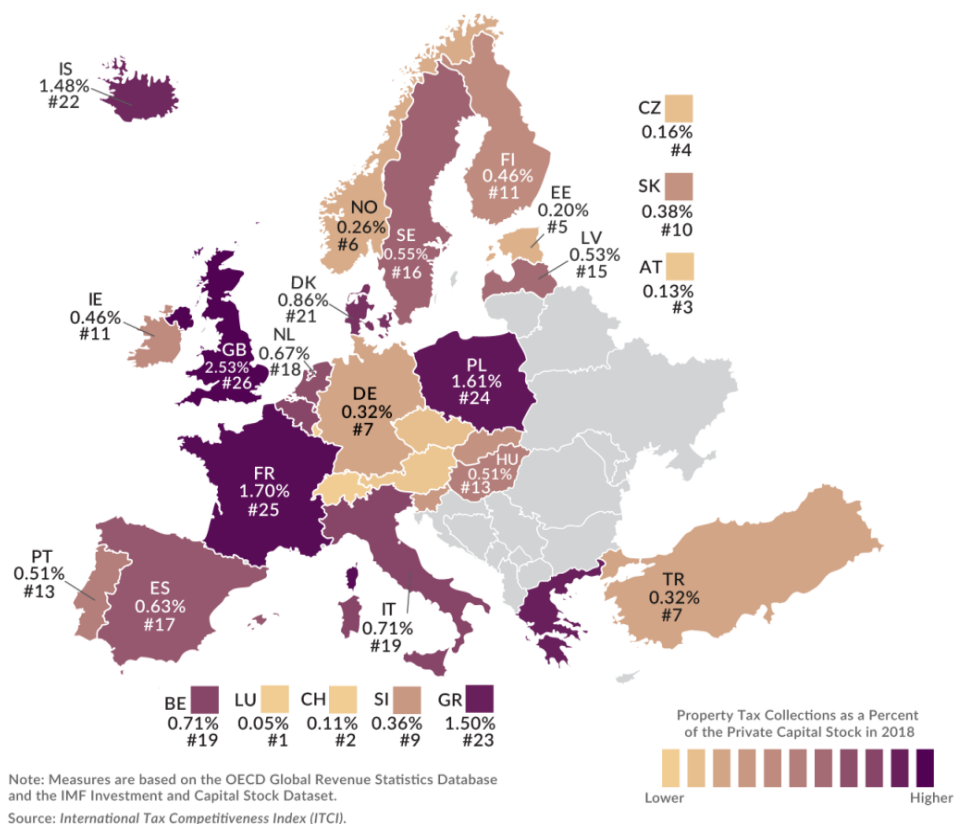 IS
1.48%
#22
CZ
0.16%
#4
FI
0.46%
#11
SK
0.38%
#10
EE
0.20%
#5
NO
0.26%
#6
SE
0.55%
#16
LV
0.53%
#15
AT
0.13%
#3
DK
0.86%
#21
IE
0.46%
#11
NL
0.67%
#18
GB
2.53%
#26
PL
1.61%
#24
DE
0.32%
#7
HU
0.51%
#13
FR
1.70%
#25
PT
0.51%
#13
ES
0.63%
#17
IT
0.71%
#19
TR
0.32%
#7
BE
0.71%
#19
LU
0.05%
#1
CH
0.11%
#2
SI
0.36%
#9
GR
1.50%
#23
Property Tax Collections as a Percent
of the Private Capital Stock in 2018
Lower
Higher
Note: Measures are based on the OECD Global Revenue Statistics Database
and the IMF Investment and Capital Stock Dataset.
Source: International Tax Competitiveness Index (ITCI).